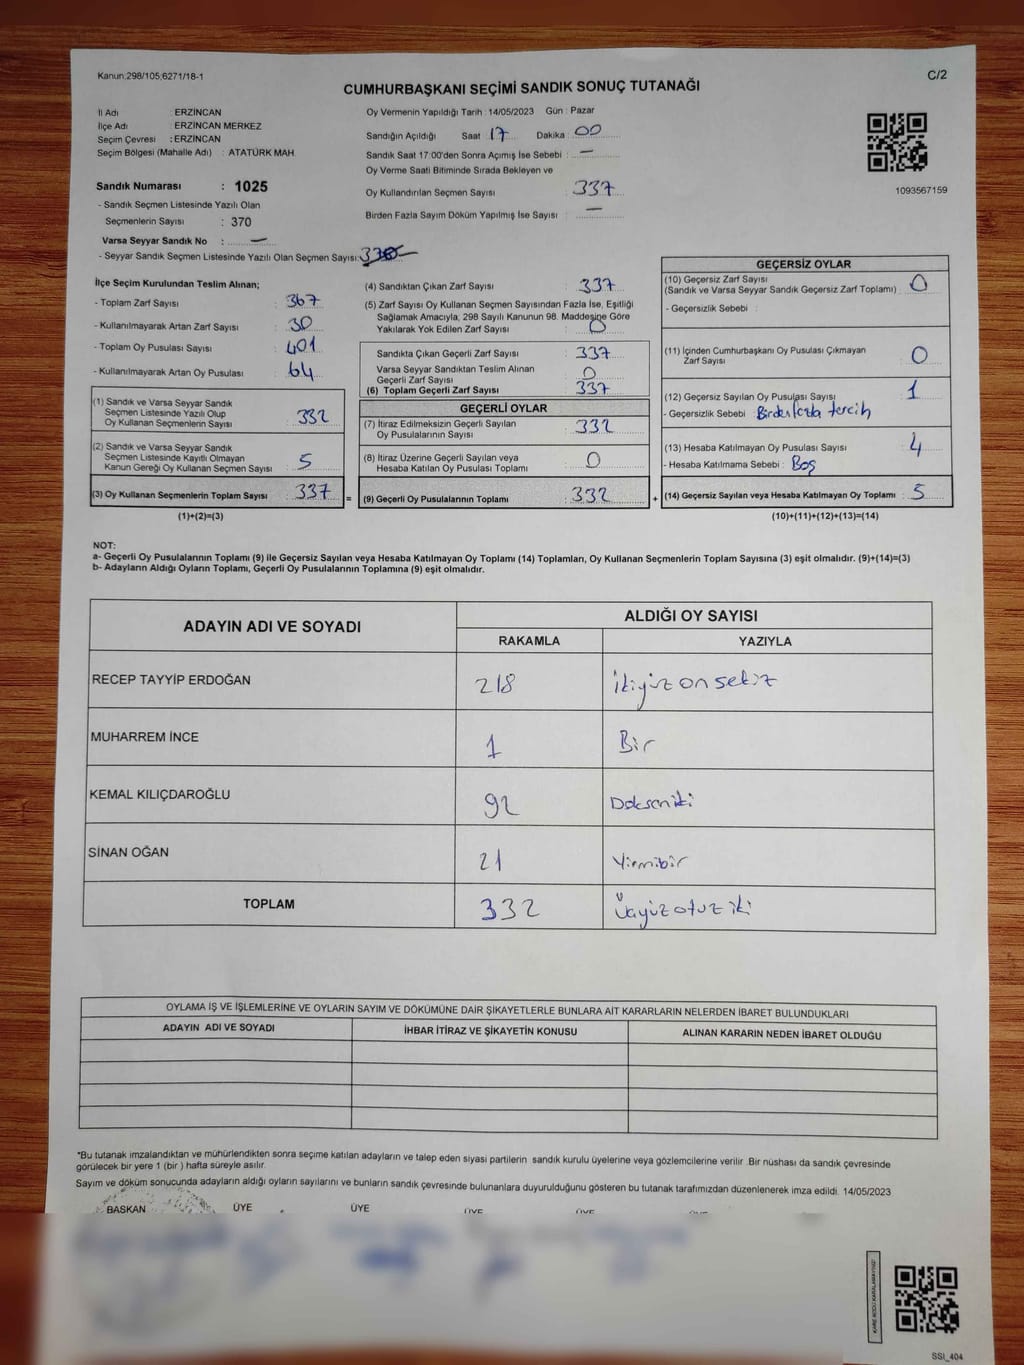 Kanun:298/105;6271/18-1
C/2
CUMHURBAŞKANI SEÇİMİ SANDIK SONUÇ TUTANAĞI
İl Adı : ERZİNCAN
İlçe Adı : ERZİNCAN MERKEZ
Seçim Çevresi : ERZİNCAN
Seçim Bölgesi (Mahalle Adı) : ATATÜRK MAH.
Sandık Numarası : 1025
- Sandık Seçmen Listesinde Yazılı Olan
Seçmenlerin Sayısı : 370
Varsa Seyyar Sandık No : —
- Seyyar Sandık Seçmen Listesinde Yazılı Olan Seçmen Sayısı:
Oy Vermenin Yapıldığı Tarih : 14/05/2023 Gün : Pazar
Sandığın Açıldığı Saat 17 Dakika 00
Sandık Saat 17:00'den Sonra Açımış İse Sebebi : —
Oy Verme Saati Bitiminde Sırada Bekleyen ve
Oy Kullandırılan Seçmen Sayısı : 337
Birden Fazla Sayım Döküm Yapılmış İse Sayısı : —
1093567159
İlçe Seçim Kurulundan Teslim Alınan;
- Toplam Zarf Sayısı : 367
- Kullanılmayarak Artan Zarf Sayısı : 30
- Toplam Oy Pusulası Sayısı : 401
- Kullanılmayarak Artan Oy Pusulası : 64
(1) Sandık ve Varsa Seyyar Sandık
Seçmen Listesinde Yazılı Olup
Oy Kullanan Seçmenlerin Sayısı : 332
(2) Sandık ve Varsa Seyyar Sandık
Seçmen Listesinde Kayıtlı Olmayan
Kanun Gereği Oy Kullanan Seçmen Sayısı : 5
(3) Oy Kullanan Seçmenlerin Toplam Sayısı : 337
(1)+(2)=(3)
(4) Sandıktan Çıkan Zarf Sayısı : 337
(5) Zarf Sayısı Oy Kullanan Seçmen Sayısından Fazla İse, Eşitliği
Sağlamak Amacıyla; 298 Sayılı Kanunun 98. Maddesine Göre
Yakılarak Yok Edilen Zarf Sayısı : 0
Sandıkta Çıkan Geçerli Zarf Sayısı : 337
Varsa Seyyar Sandıktan Teslim Alınan
Geçerli Zarf Sayısı : 0
(6) Toplam Geçerli Zarf Sayısı : 337
GEÇERLİ OYLAR
(7) İtiraz Edilmeksizin Geçerli Sayılan
Oy Pusulalarının Sayısı : 332
(8) İtiraz Üzerine Geçerli Sayılan veya
Hesaba Katılan Oy Pusulası Toplamı : 0
= (9) Geçerli Oy Pusulalarının Toplamı : 332
GEÇERSİZ OYLAR
(10) Geçersiz Zarf Sayısı : 0
(Sandık ve Varsa Seyyar Sandık Geçersiz Zarf Toplamı)
- Geçersizlik Sebebi :
(11) İçinden Cumhurbaşkanı Oy Pusulası Çıkmayan
Zarf Sayısı : 0
(12) Geçersiz Sayılan Oy Pusulası Sayısı : 1
- Geçersizlik Sebebi : Birden fazla tercih
(13) Hesaba Katılmayan Oy Pusulası Sayısı : 4
- Hesaba Katılmama Sebebi : Boş
+ (14) Geçersiz Sayılan veya Hesaba Katılmayan Oy Toplamı : 5
(10)+(11)+(12)+(13)=(14)
NOT:
a- Geçerli Oy Pusulalarının Toplamı (9) ile Geçersiz Sayılan veya Hesaba Katılmayan Oy Toplamı (14) Toplamları, Oy Kullanan Seçmenlerin Toplam Sayısına (3) eşit olmalıdır. (9)+(14)=(3)
b- Adayların Aldığı Oyların Toplamı, Geçerli Oy Pusulalarının Toplamına (9) eşit olmalıdır.
ADAYIN ADI VE SOYADI
ALDIĞI OY SAYISI
RAKAMLA YAZIYLA
RECEP TAYYİP ERDOĞAN 218 İkiyüz on sekiz
MUHARREM İNCE 1 Bir
KEMAL KILIÇDAROĞLU 92 Doksaniki
SİNAN OĞAN 21 Yirmibir
TOPLAM 332 Üçyüz otuz iki
OYLAMA İŞ VE İŞLEMLERİNE VE OYLARIN SAYIM VE DÖKÜMÜNE DAİR ŞİKAYETLERLE BUNLARA AİT KARARLARIN NELERDEN İBARET BULUNDUKLARI
ADAYIN ADI VE SOYADI İHBAR İTİRAZ VE ŞİKAYETİN KONUSU ALINAN KARARIN NEDEN İBARET OLDUĞU
*Bu tutanak imzalandıktan ve mühürlendikten sonra seçime katılan adayların ve talep eden siyasi partilerin sandık kurulu üyelerine veya gözlemcilerine verilir. Bir nüshası da sandık çevresinde
görülecek bir yere 1 (bir ) hafta süreyle asılır.
Sayım ve döküm sonucunda adayların aldığı oyların sayılarını ve bunların sandık çevresinde bulunanlara duyurulduğunu gösteren bu tutanak tarafımızdan düzenlenerek imza edildi. 14/05/2023
BAŞKAN ÜYE ÜYE ÜYE ÜYE ÜYE
SSI_404